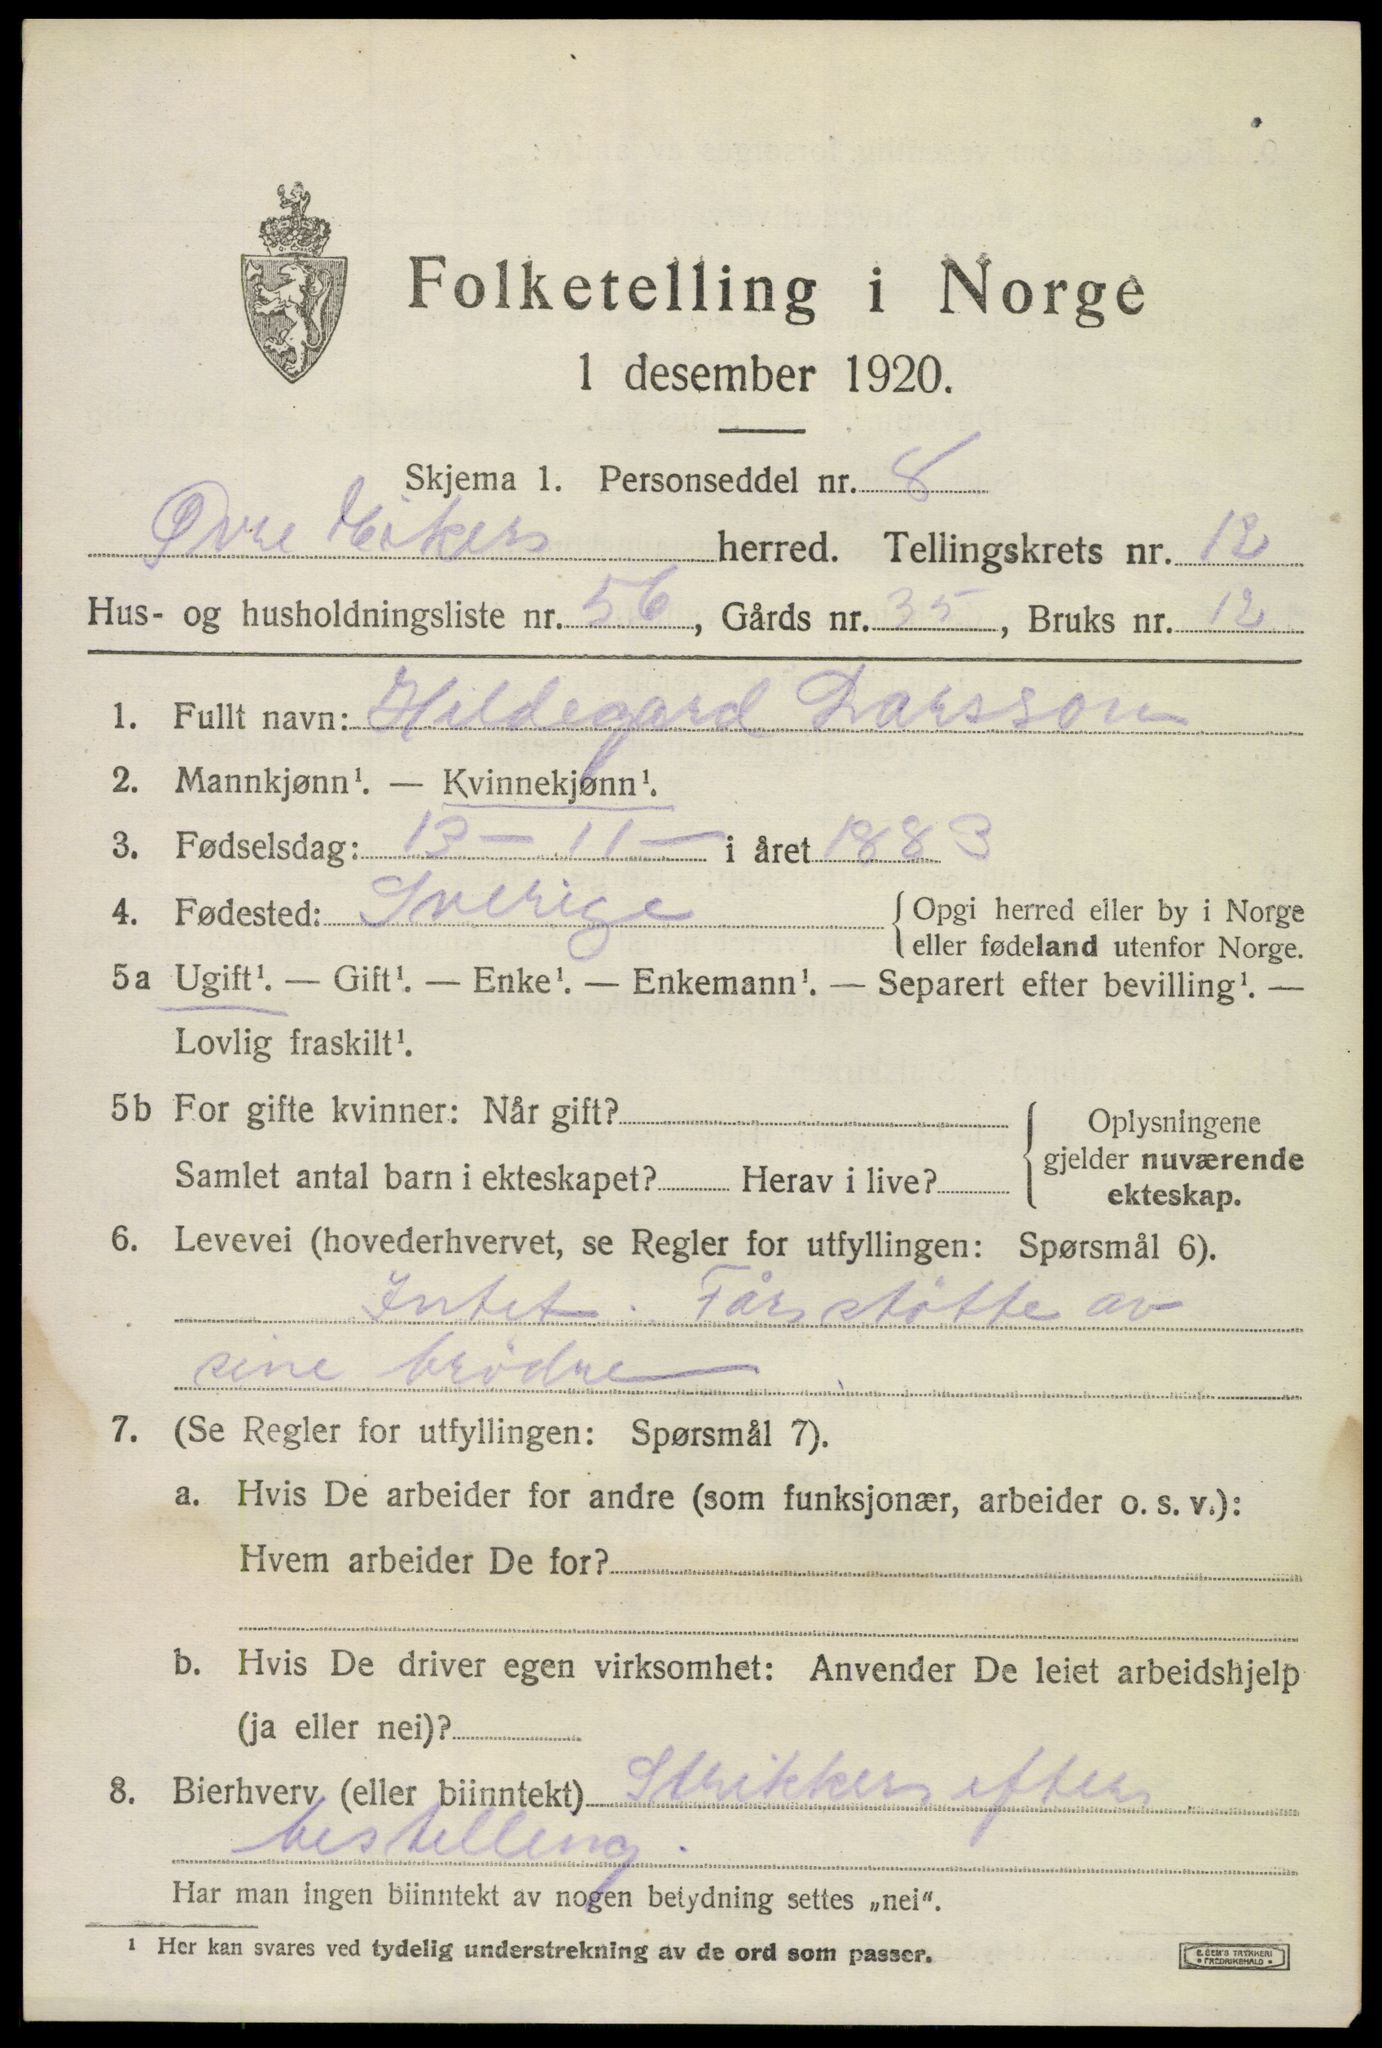 Folketelling i Norge
1 desember 1920.
Skjema 1. Personseddel nr. 8
Øvre Eiker herred. Tellingskrets nr. 12
Hus- og husholdningsliste nr. 56, Gårds nr. 35, Bruks nr. 12
1. Fullt navn: Hildegard Larsson
2. Mannkjønn¹. — Kvinnekjønn¹.
3. Fødselsdag: 13 - 11 - i året 1883
4. Fødested: Sverige { Opgi herred eller by i Norge
eller fødeland utenfor Norge.
5a Ugift¹. — Gift¹. — Enke¹. — Enkemann¹. — Separert efter bevilling¹. —
Lovlig fraskilt¹.
5b For gifte kvinner: Når gift?
Samlet antal barn i ekteskapet? Herav i live?
Oplysningene
gjelder nuværende
ekteskap.
6. Levevei (hovederhvervet, se Regler for utfyllingen: Spørsmål 6).
Intet. Får støtte av
sine brödre
7. (Se Regler for utfyllingen: Spørsmål 7).
a. Hvis De arbeider for andre (som funksjonær, arbeider o. s. v.):
Hvem arbeider De for?
b. Hvis De driver egen virksomhet: Anvender De leiet arbeidshjelp
(ja eller nei)?
8. Bierhverv (eller biinntekt) Strikker efter
bestelling.
Har man ingen biinntekt av nogen betydning settes „nei“.
¹ Her kan svares ved tydelig understrekning av de ord som passer.
E. SEM'S TRYKKERI
• FREDRIKSHALD •